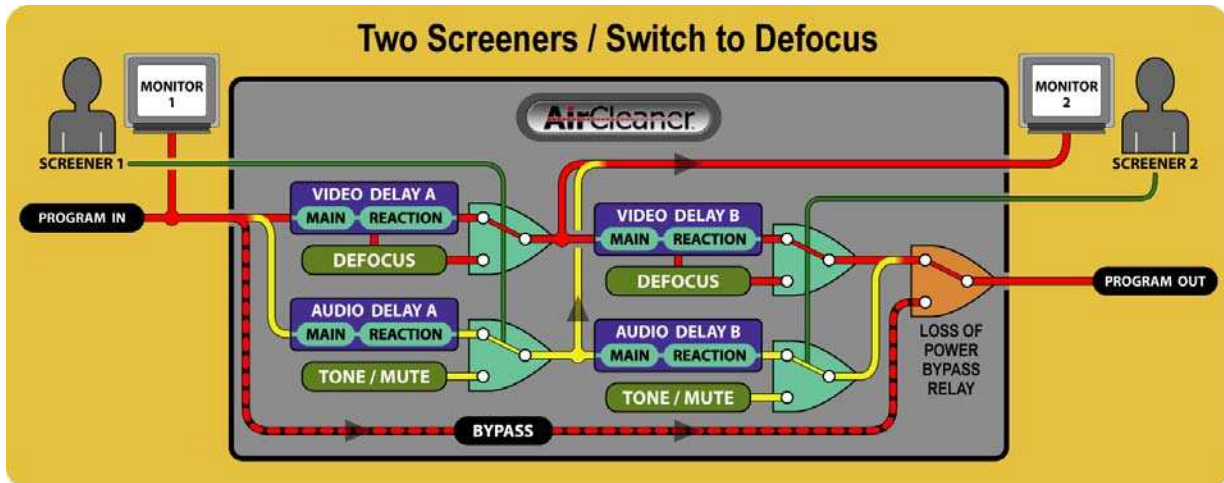 Two Screeners / Switch to Defocus
MONITOR
1
MONITOR
2
AirCleaner
SCREENER 1
SCREENER 2
PROGRAM IN
VIDEO DELAY A
MAIN REACTION
DEFOCUS
VIDEO DELAY B
MAIN REACTION
DEFOCUS
PROGRAM OUT
AUDIO DELAY A
MAIN REACTION
TONE / MUTE
AUDIO DELAY B
MAIN REACTION
TONE / MUTE
LOSS OF
POWER
BYPASS
RELAY
BYPASS